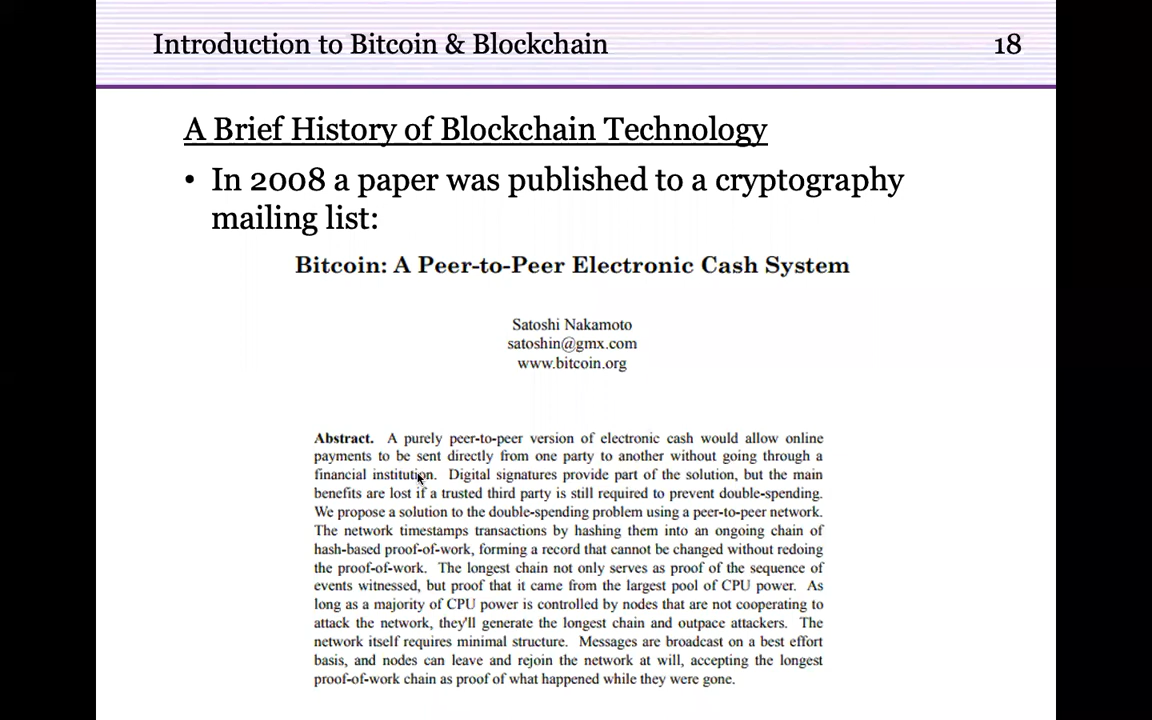 Introduction to Bitcoin & Blockchain 18
A Brief History of Blockchain Technology
• In 2008 a paper was published to a cryptography
mailing list:
Bitcoin: A Peer-to-Peer Electronic Cash System
Satoshi Nakamoto
satoshin@gmx.com
www.bitcoin.org
Abstract. A purely peer-to-peer version of electronic cash would allow online
payments to be sent directly from one party to another without going through a
financial institution. Digital signatures provide part of the solution, but the main
benefits are lost if a trusted third party is still required to prevent double-spending.
We propose a solution to the double-spending problem using a peer-to-peer network.
The network timestamps transactions by hashing them into an ongoing chain of
hash-based proof-of-work, forming a record that cannot be changed without redoing
the proof-of-work. The longest chain not only serves as proof of the sequence of
events witnessed, but proof that it came from the largest pool of CPU power. As
long as a majority of CPU power is controlled by nodes that are not cooperating to
attack the network, they'll generate the longest chain and outpace attackers. The
network itself requires minimal structure. Messages are broadcast on a best effort
basis, and nodes can leave and rejoin the network at will, accepting the longest
proof-of-work chain as proof of what happened while they were gone.